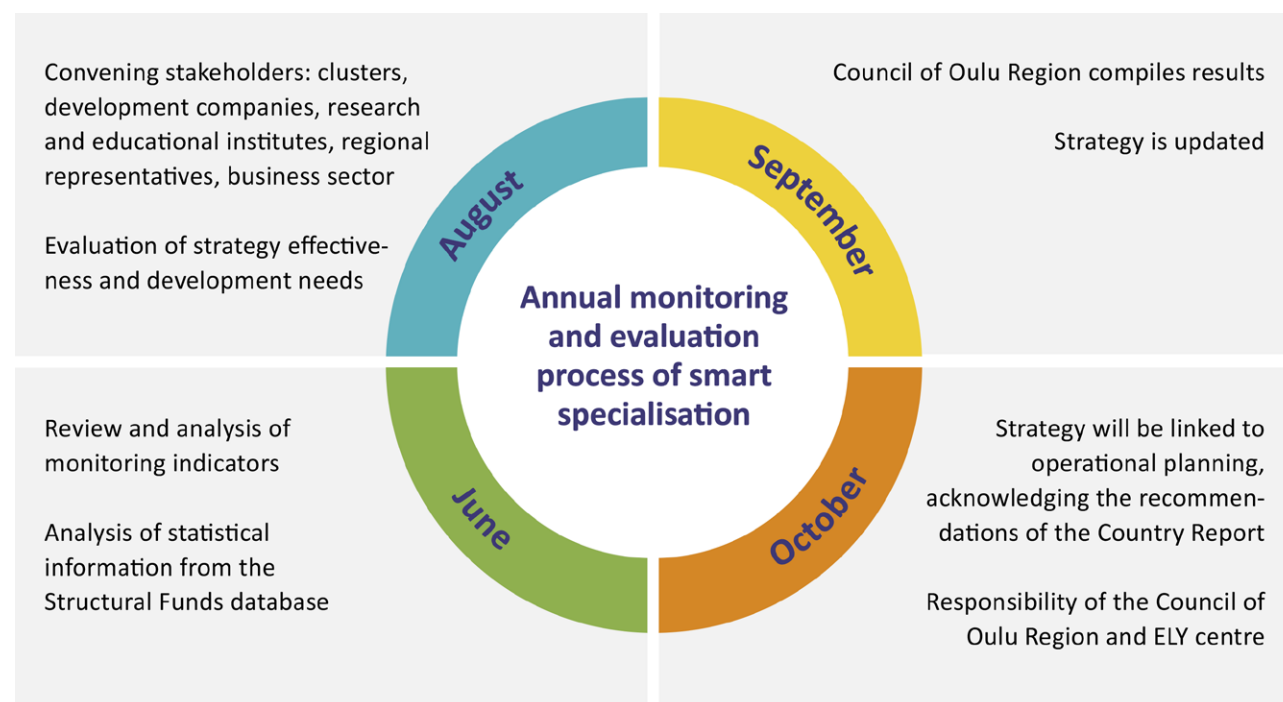 Convening stakeholders: clusters,
development companies, research
and educational institutes, regional
representatives, business sector
Evaluation of strategy effective-
ness and development needs
August
Council of Oulu Region compiles results
Strategy is updated
September
Annual monitoring
and evaluation
process of smart
specialisation
Review and analysis of
monitoring indicators
Analysis of statistical
information from the
Structural Funds database
June
Strategy will be linked to
operational planning,
acknowledging the recommen-
dations of the Country Report
Responsibility of the Council of
Oulu Region and ELY centre
October